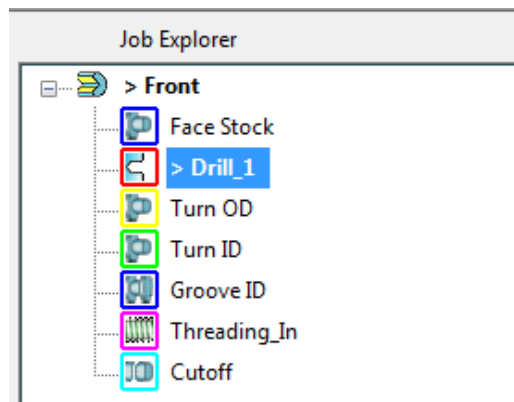 Job Explorer
> Front
Face Stock
> Drill_1
Turn OD
Turn ID
Groove ID
Threading_In
Cutoff